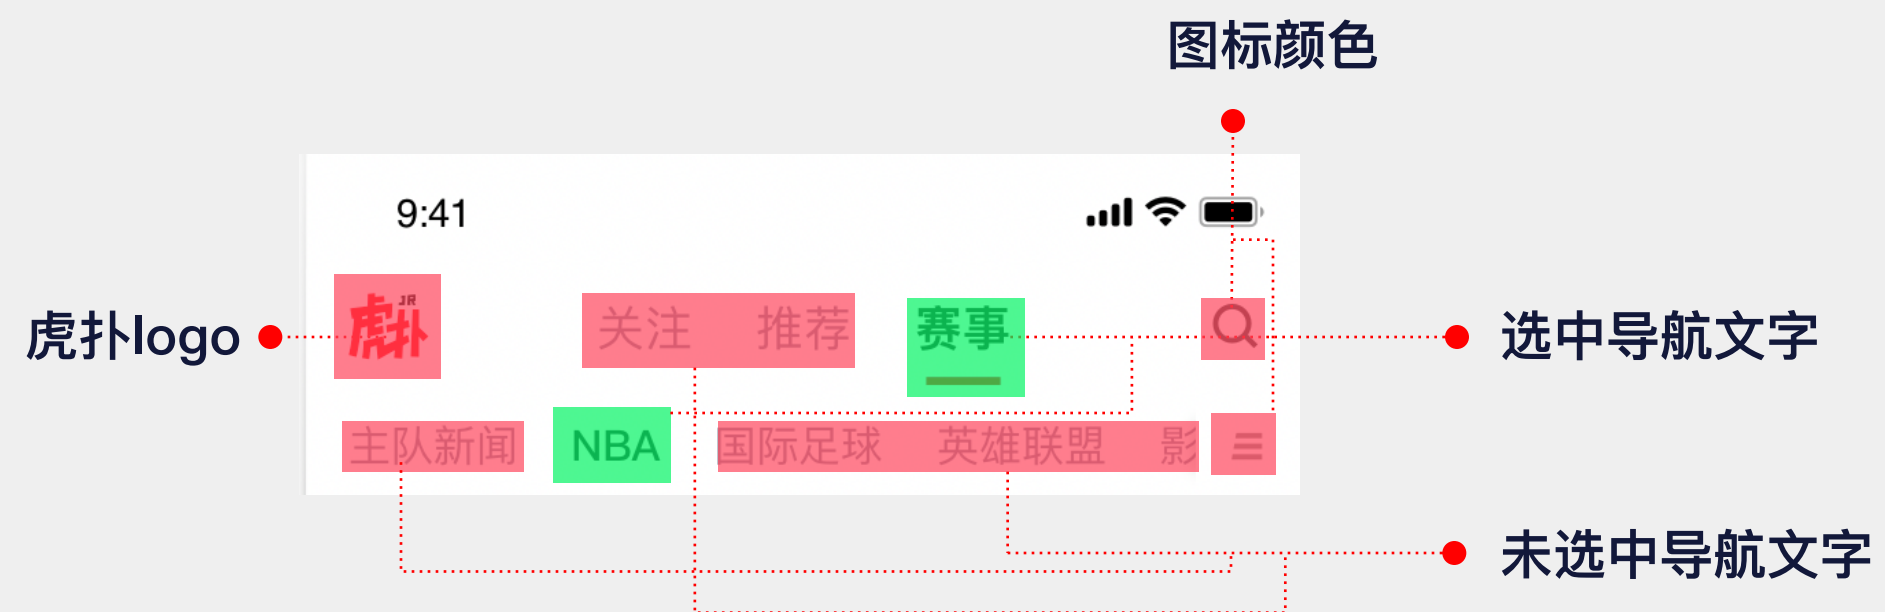 图标颜色
9:41
虎扑logo
虎扑 JR
关注 推荐 赛事
选中导航文字
主队新闻 NBA 国际足球 英雄联盟 影
未选中导航文字